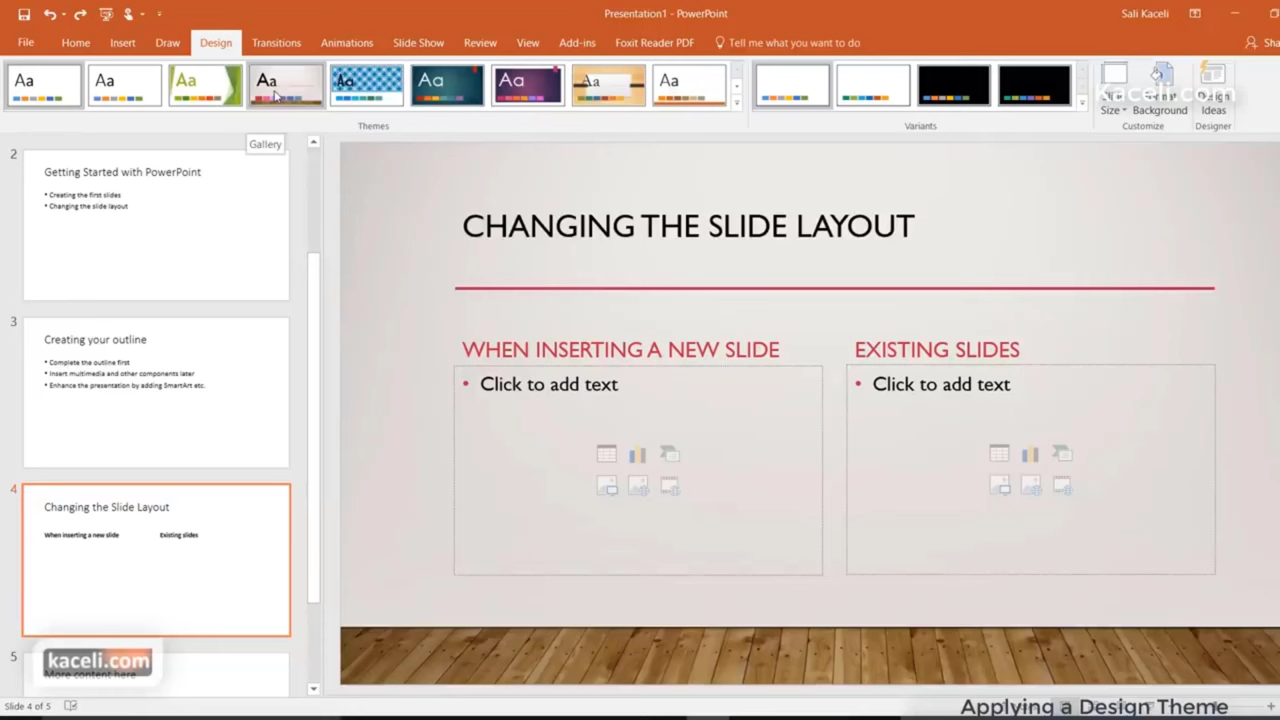 Presentation1 - PowerPoint
Sali Kaceli
File Home Insert Draw Design Transitions Animations Slide Show Review View Add-ins Foxit Reader PDF Tell me what you want to do
Aa Aa Aa Aa Aa Aa Aa Aa Aa
Kaceli.com
Size Background Ideas
Themes Variants Customize Designer
Gallery
2
Getting Started with PowerPoint
• Creating the first slides
• Changing the slide layout
3
Creating your outline
• Complete the outline first
• Insert multimedia and other components later
• Enhance the presentation by adding SmartArt etc.
4
Changing the Slide Layout
When inserting a new slide Existing slides
5
More content here
kaceli.com
CHANGING THE SLIDE LAYOUT
WHEN INSERTING A NEW SLIDE EXISTING SLIDES
• Click to add text • Click to add text
Slide 4 of 5
Applying a Design Theme